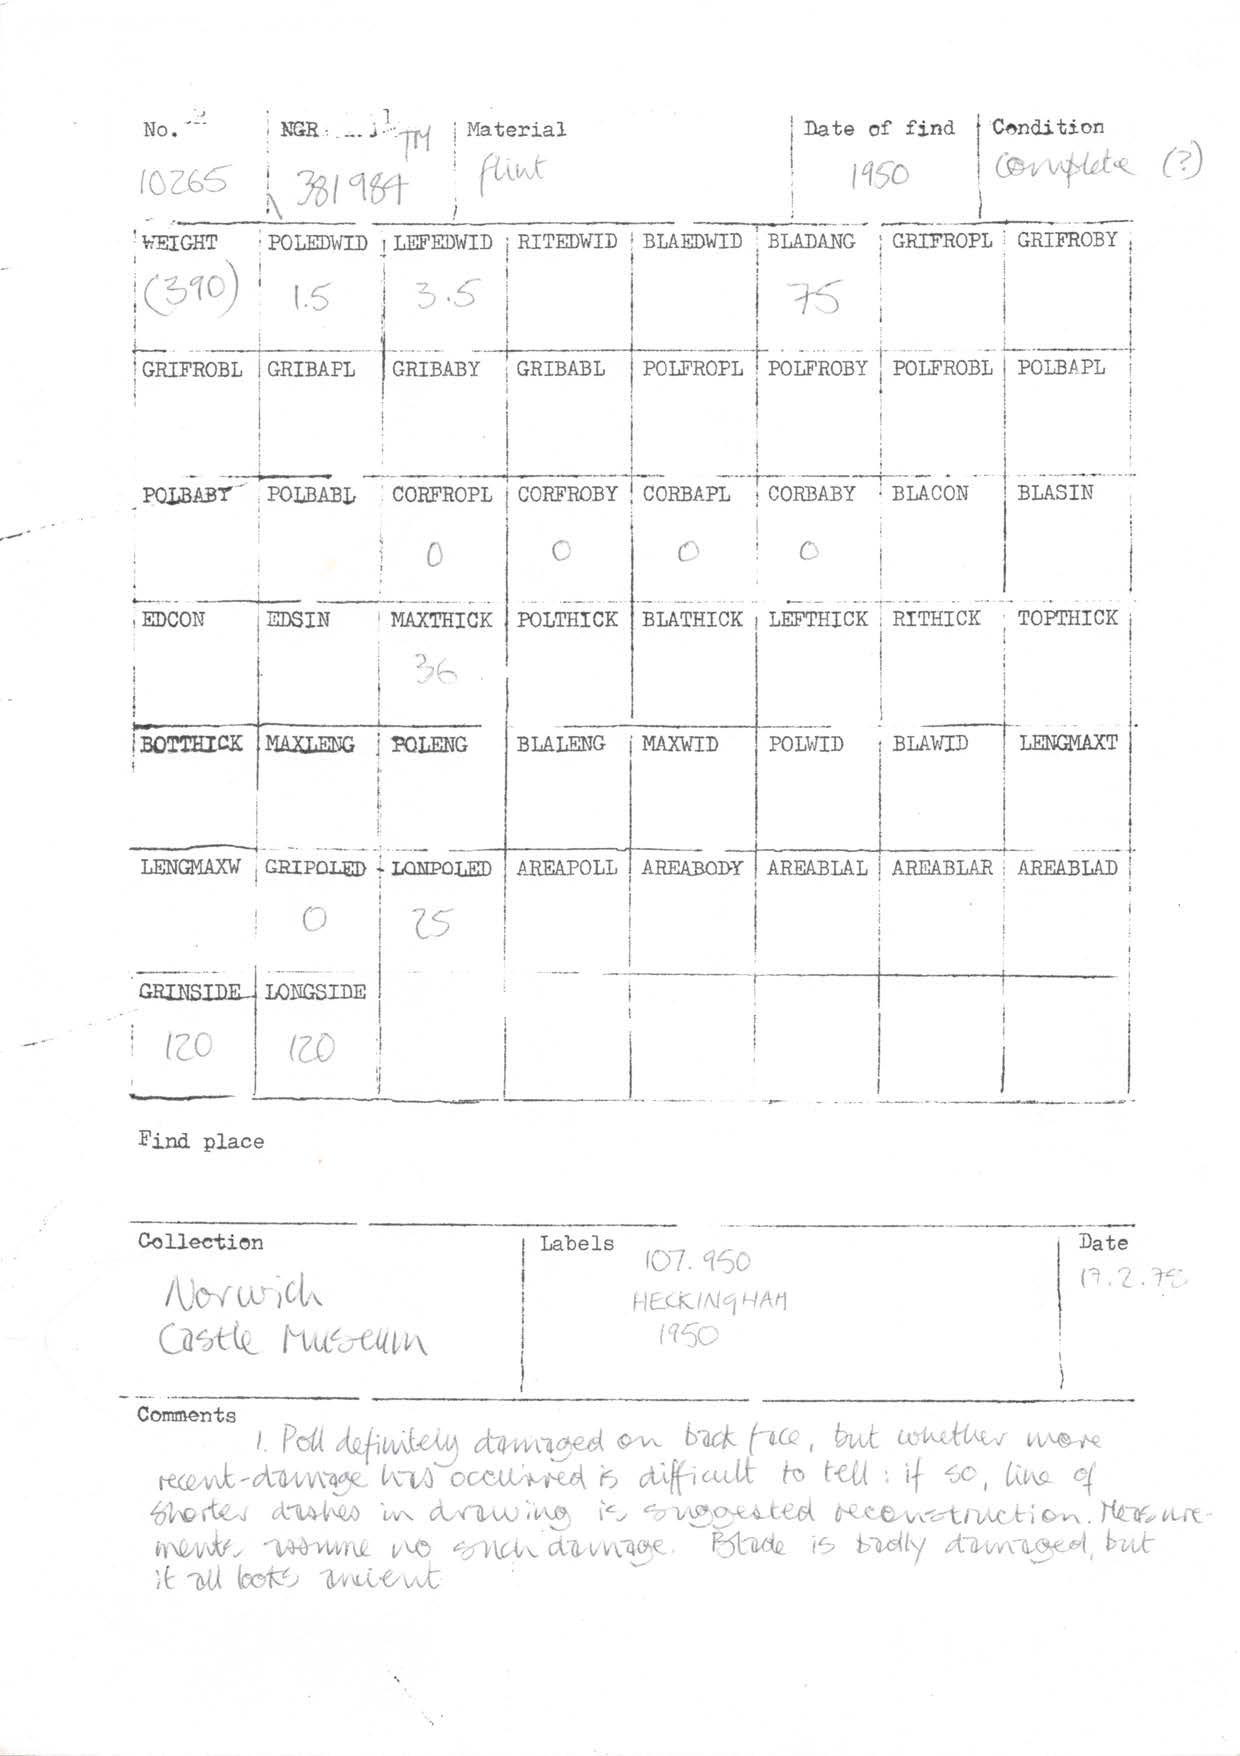 No. NGR Material Date of find Condition
10265 TM 381984 flint 1950 complete (?)
WEIGHT POLEDWID LEFEDWID RITEDWID BLAEDWID BLADANG GRIFROPL GRIFROBY
(390) 1.5 3.5 75
GRIFROBL GRIBAPL GRIBABY GRIBABL POLFROPL POLFROBY POLFROBL POLBAPL
POLBABY POLBABL CORFROPL CORFROBY CORBAPL CORBABY BLACON BLASIN
0 0 0 0
EDCON EDSIN MAXTHICK POLTHICK BLATHICK LEFTHICK RITHICK TOPTHICK
36
BOTTHICK MAXLENG POLENG BLALENG MAXWID POLWID BLAWID LENGMAXT
LENGMAXW GRIPOLED LONPOLED AREAPOLL AREABODY AREABLAL AREABLAR AREABLAD
0 25
GRINSIDE LONGSIDE
120 120
Find place
Collection Labels Date
107.950
Norwich HECKINGHAM 17.2.78
Castle Museum 1950
Comments
1. Poll definitely damaged on back face, but whether more
recent-damage has occurred is difficult to tell: if so, line of
shorter dashes in drawing is suggested reconstruction. Measure-
ments assume no such damage. Blade is badly damaged, but
it all looks ancient